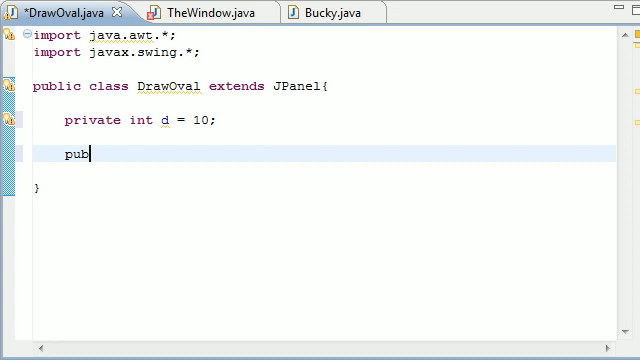 *DrawOval.java
TheWindow.java
Bucky.java
import java.awt.*;
import javax.swing.*;
public class DrawOval extends JPanel{
private int d = 10;
pub
}